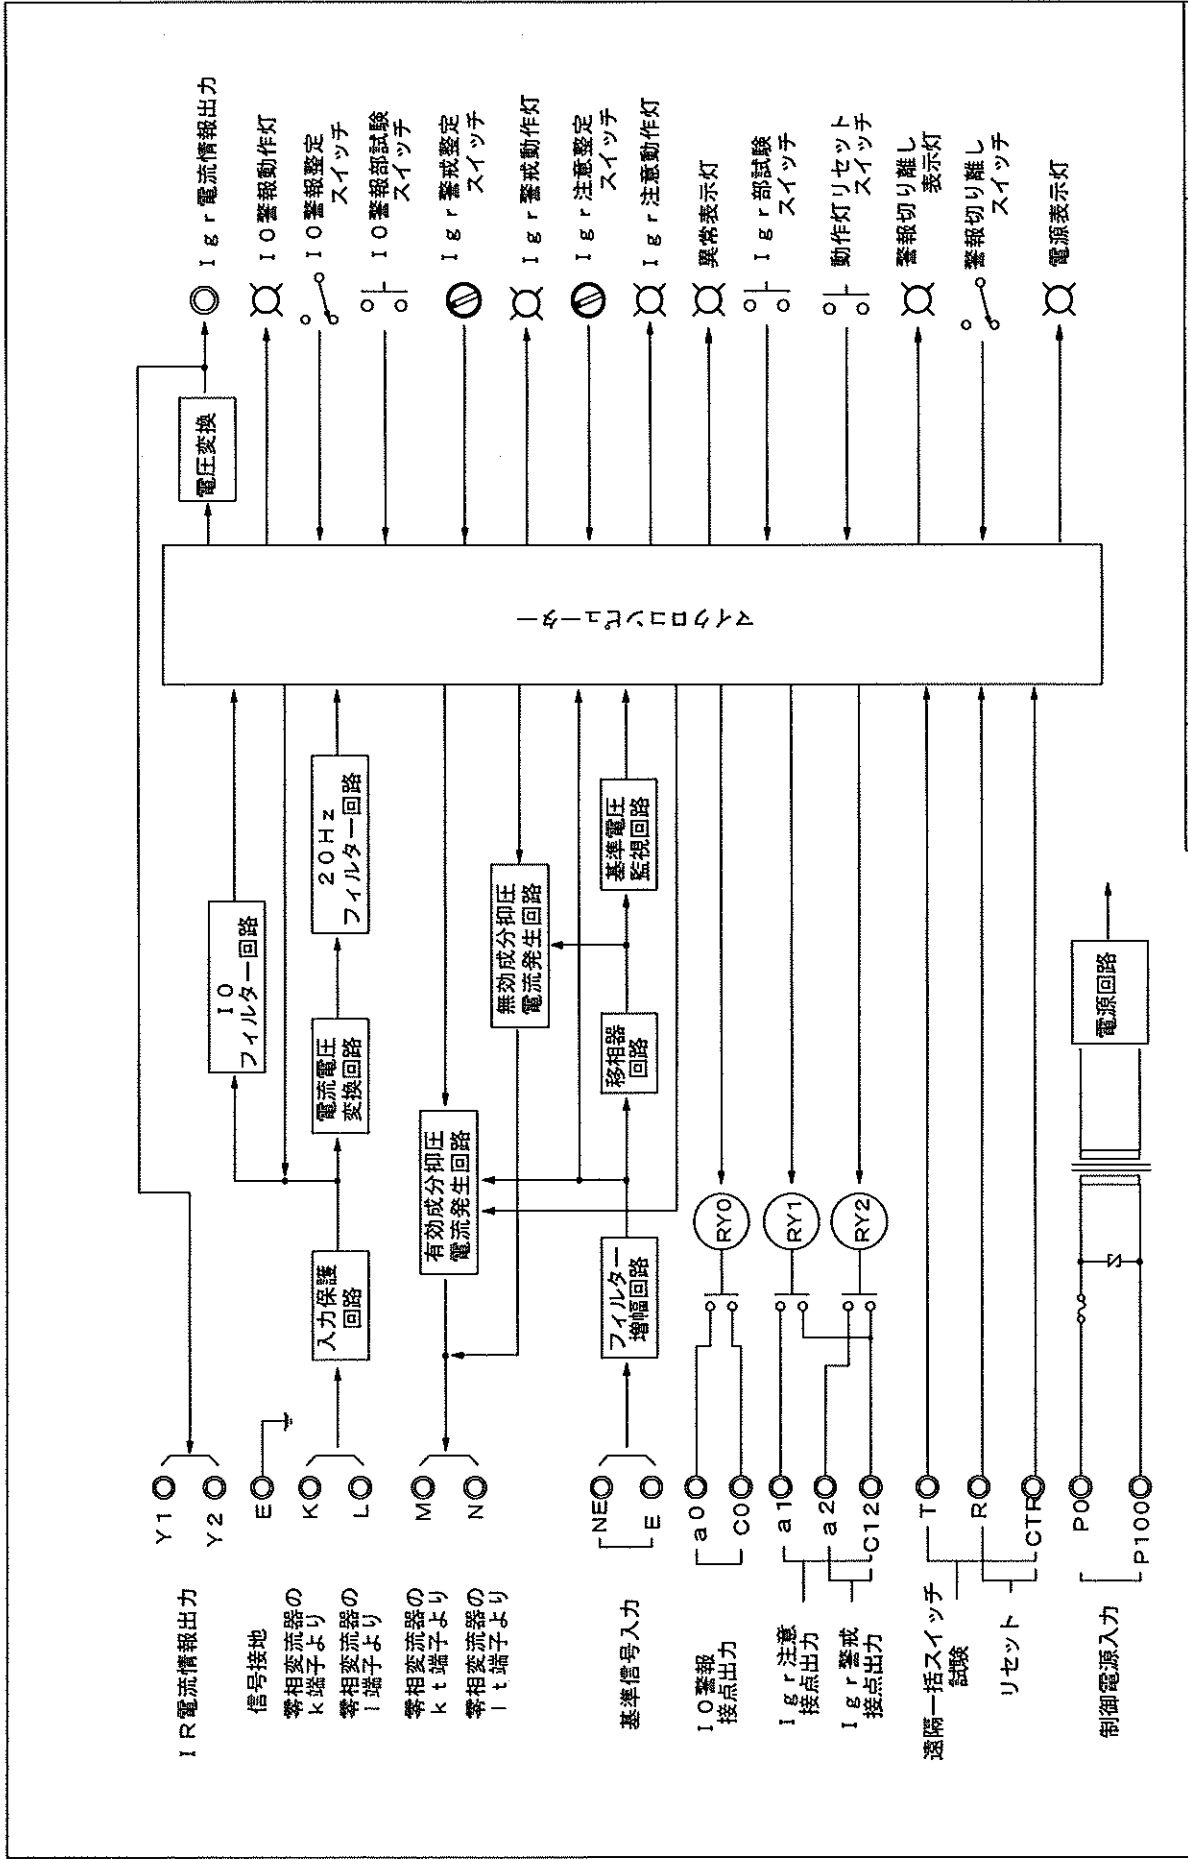 Y1
Y2
E
K
L
M
N
NE
E
a0
C0
a1
a2
C12
T
R
CTR
P0
P100
IR電流情報出力
信号接地
零相変流器の
k端子より
零相変流器の
l端子より
零相変流器の
kt端子より
零相変流器の
lt端子より
基準信号入力
I0警報
接点出力
Igr注意
接点出力
Igr警戒
接点出力
遠隔一括スイッチ
試験
リセット
制御電源入力
入力保護
回路
電流電圧
変換回路
I0
フィルター回路
20Hz
フィルター回路
有効成分抑圧
電流発生回路
無効成分抑圧
電流発生回路
フィルター
増幅回路
移相器
回路
基準電圧
監視回路
RY0
RY1
RY2
電源回路
マイクロコンピューター
電圧変換
Igr電流情報出力
I0警報動作灯
I0警報整定
スイッチ
I0警報部試験
スイッチ
Igr警戒整定
スイッチ
Igr警戒動作灯
Igr注意整定
スイッチ
Igr注意動作灯
異常表示灯
Igr部試験
スイッチ
動作灯リセット
スイッチ
警報切り離し
表示灯
警報切り離し
スイッチ
電源表示灯